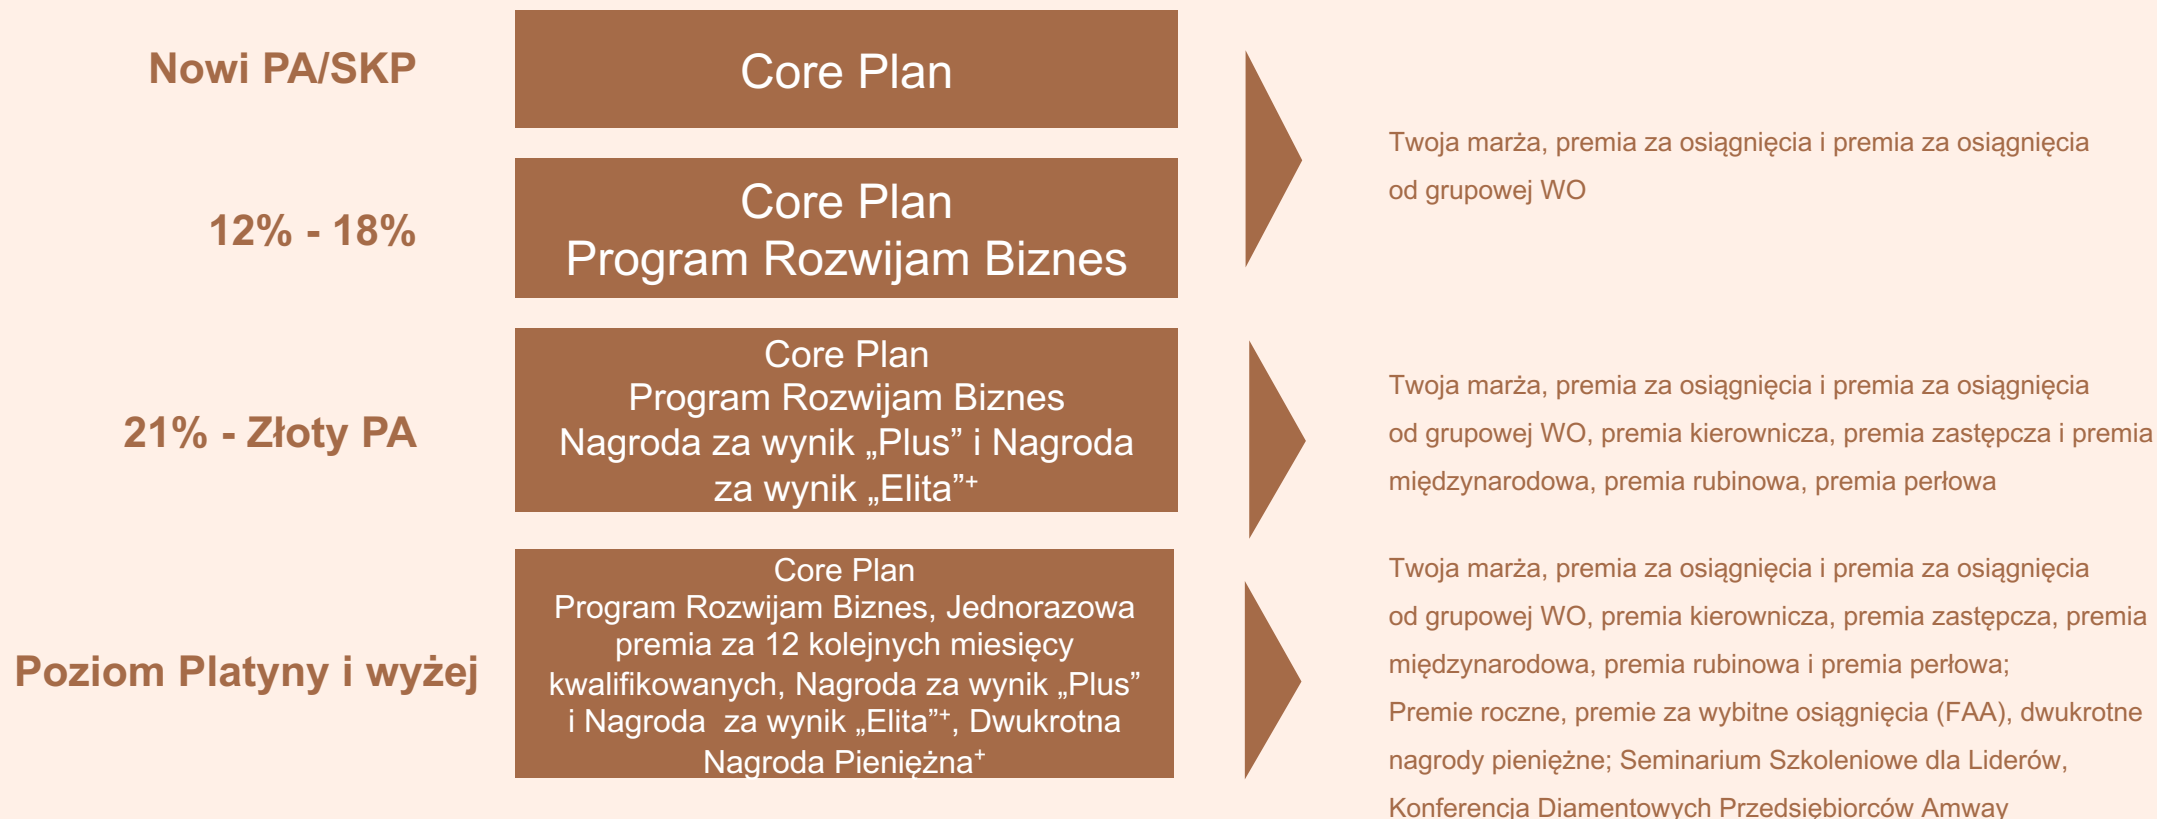 Nowi PA/SKP
Core Plan
12% - 18%
Core Plan
Program Rozwijam Biznes
Twoja marża, premia za osiągnięcia i premia za osiągnięcia
od grupowej WO
21% - Złoty PA
Core Plan
Program Rozwijam Biznes
Nagroda za wynik „Plus” i Nagroda
za wynik „Elita”⁺
Twoja marża, premia za osiągnięcia i premia za osiągnięcia
od grupowej WO, premia kierownicza, premia zastępcza i premia
międzynarodowa, premia rubinowa, premia perłowa
Poziom Platyny i wyżej
Core Plan
Program Rozwijam Biznes, Jednorazowa
premia za 12 kolejnych miesięcy
kwalifikowanych, Nagroda za wynik „Plus”
i Nagroda za wynik „Elita”⁺, Dwukrotna
Nagroda Pieniężna⁺
Twoja marża, premia za osiągnięcia i premia za osiągnięcia
od grupowej WO, premia kierownicza, premia zastępcza, premia
międzynarodowa, premia rubinowa i premia perłowa;
Premie roczne, premie za wybitne osiągnięcia (FAA), dwukrotne
nagrody pieniężne; Seminarium Szkoleniowe dla Liderów,
Konferencja Diamentowych Przedsiębiorców Amway